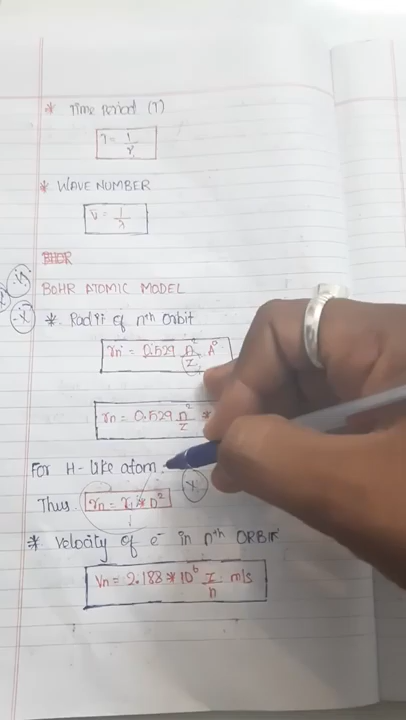 * Time Period (T)
T = 1/ν
* WAVE NUMBER
ν̄ = 1/λ
BOHR ATOMIC MODEL
* Radii of nth Orbit
rn = 0.529 n²/Z A°
rn = 0.529 n²/Z *
For H-like atom :-
Thus rn = r1 * n²
* Velocity of e⁻ in nth ORBIT
Vn = 2.188 * 10⁶ Z/n m/s